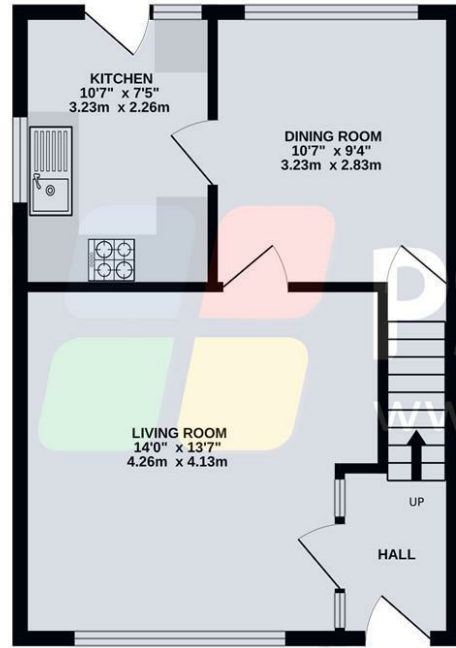 KITCHEN
10'7" x 7'5"
3.23m x 2.26m
DINING ROOM
10'7" x 9'4"
3.23m x 2.83m
P
LIVING ROOM
14'0" x 13'7"
4.26m x 4.13m
UP
HALL